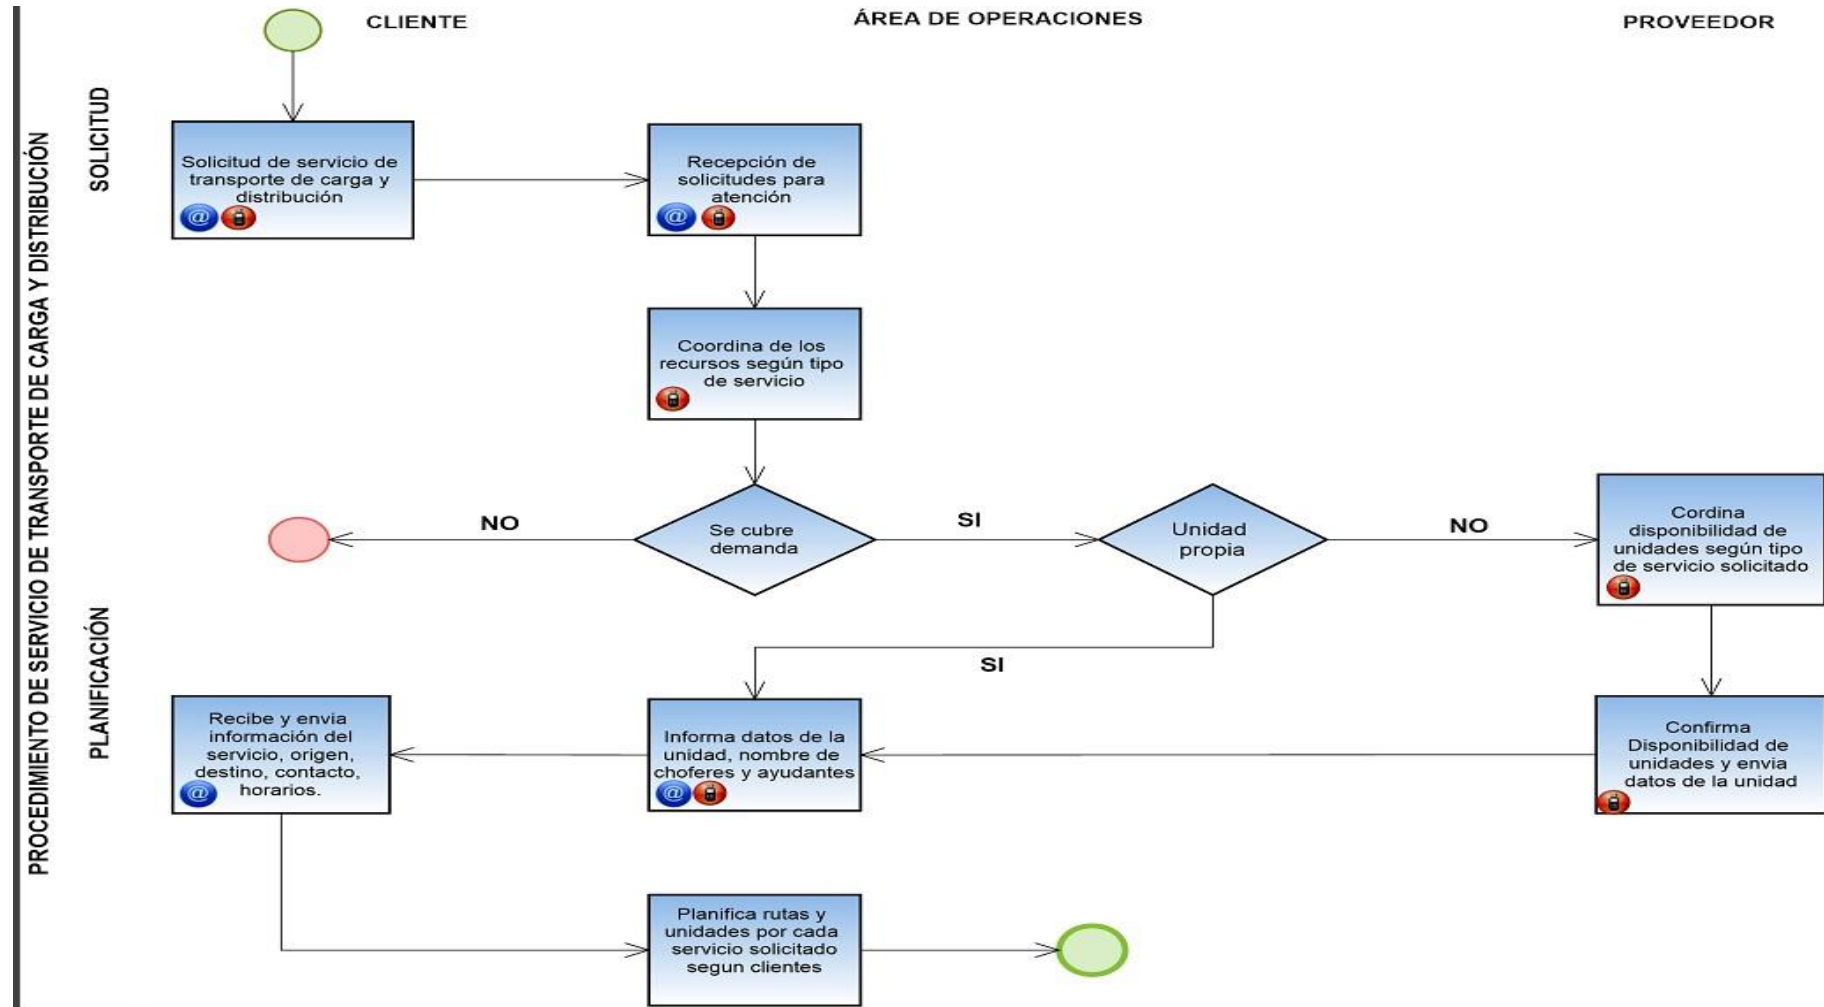 CLIENTE
ÁREA DE OPERACIONES
PROVEEDOR
PROCEDIMIENTO DE SERVICIO DE TRANSPORTE DE CARGA Y DISTRIBUCIÓN
SOLICITUD
Solicitud de servicio de
transporte de carga y
distribución
@
Recepción de
solicitudes para
atención
@
Coordina de los
recursos según tipo
de servicio
Se cubre
demanda
NO
SI
Unidad
propia
NO
SI
Cordina
disponibilidad de
unidades según tipo
de servicio solicitado
PLANIFICACIÓN
Confirma
Disponibilidad de
unidades y envia
datos de la unidad
Informa datos de la
unidad, nombre de
choferes y ayudantes
@
Recibe y envia
información del
servicio, origen,
destino, contacto,
horarios.
@
Planifica rutas y
unidades por cada
servicio solicitado
segun clientes